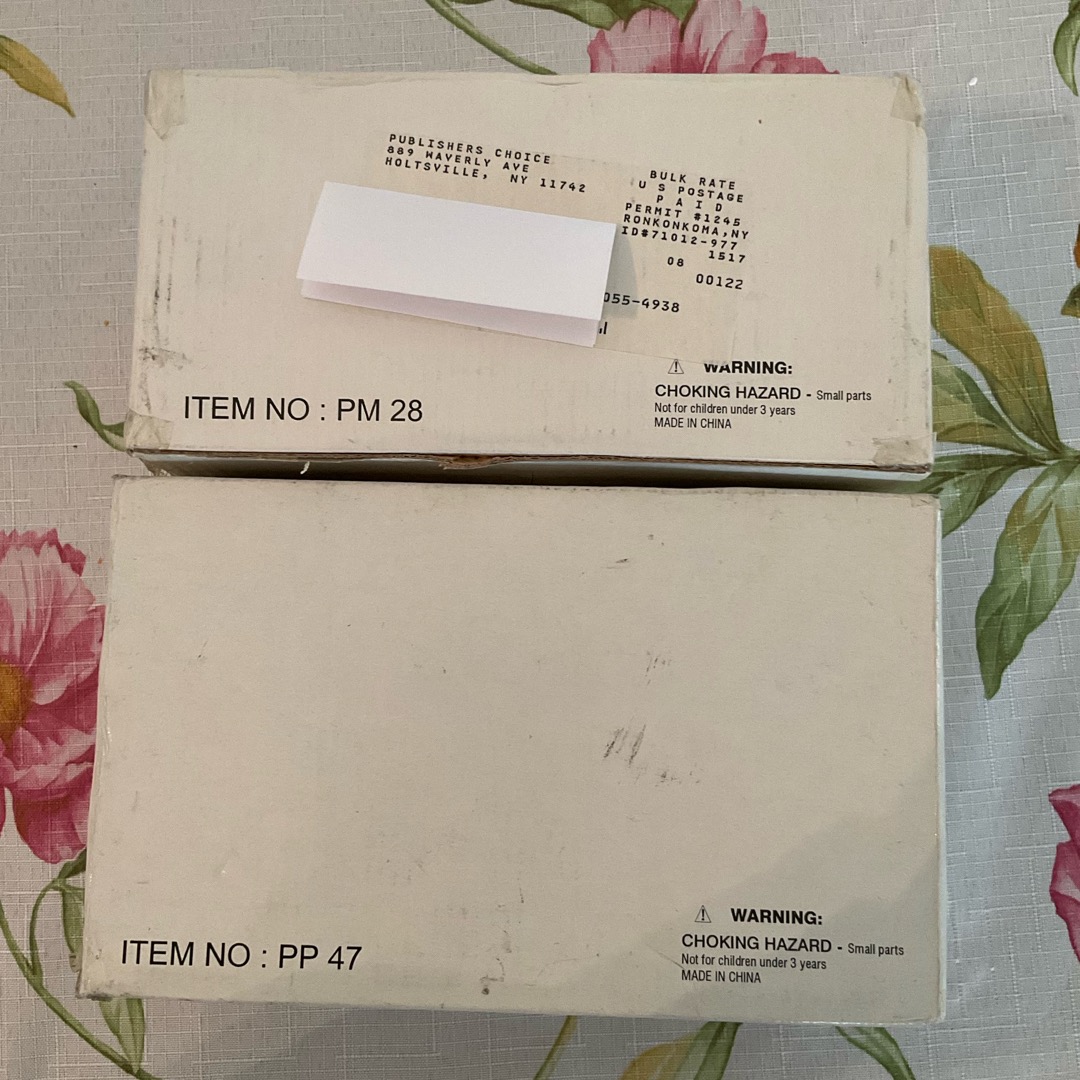 PUBLISHERS CHOICE
889 WAVERLY AVE
HOLTSVILLE, NY 11742
BULK RATE
U S POSTAGE
P A I D
PERMIT #1245
RONKONKOMA,NY
ID#71012-977
1517
08
00122
055-4938
WARNING:
CHOKING HAZARD - Small parts
Not for children under 3 years
MADE IN CHINA
ITEM NO : PM 28
WARNING:
CHOKING HAZARD - Small parts
Not for children under 3 years
MADE IN CHINA
ITEM NO : PP 47